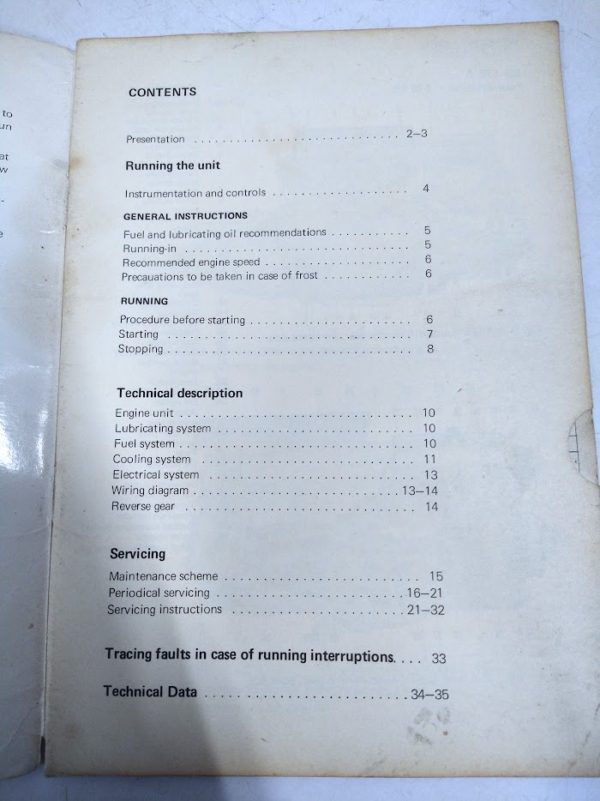 to
un
at
w
-
e
CONTENTS
Presentation . . . . . . . . . . . . . . . . . . . . . . . . . . . . . . 2–3
Running the unit
Instrumentation and controls . . . . . . . . . . . . . . . . . . . . 4
GENERAL INSTRUCTIONS
Fuel and lubricating oil recommendations . . . . . . . . . . . 5
Running-in . . . . . . . . . . . . . . . . . . . . . . . . . . . . . . . . 5
Recommended engine speed . . . . . . . . . . . . . . . . . . . . . 6
Precauations to be taken in case of frost . . . . . . . . . . . . 6
RUNNING
Procedure before starting . . . . . . . . . . . . . . . . . . . . . . . 6
Starting . . . . . . . . . . . . . . . . . . . . . . . . . . . . . . . . . . 7
Stopping . . . . . . . . . . . . . . . . . . . . . . . . . . . . . . . . . . 8
Technical description
Engine unit . . . . . . . . . . . . . . . . . . . . . . . . . . . . . . . . 10
Lubricating system . . . . . . . . . . . . . . . . . . . . . . . . . . . 10
Fuel system . . . . . . . . . . . . . . . . . . . . . . . . . . . . . . . . 10
Cooling system . . . . . . . . . . . . . . . . . . . . . . . . . . . . . 11
Electrical system . . . . . . . . . . . . . . . . . . . . . . . . . . . . 13
Wiring diagram . . . . . . . . . . . . . . . . . . . . . . . . . . . 13–14
Reverse gear . . . . . . . . . . . . . . . . . . . . . . . . . . . . . . . 14
Servicing
Maintenance scheme . . . . . . . . . . . . . . . . . . . . . . . . . . 15
Periodical servicing . . . . . . . . . . . . . . . . . . . . . . . . 16–21
Servicing instructions . . . . . . . . . . . . . . . . . . . . . . 21–32
Tracing faults in case of running interruptions. . . . 33
Technical Data . . . . . . . . . . . . . . . . . . . . . . . . . . 34–35